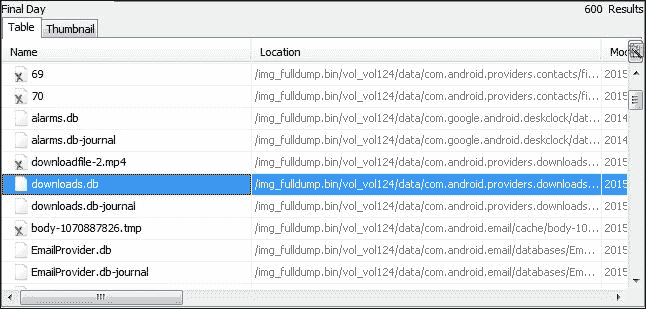 Final Day 600 Results
Table Thumbnail
Name Location Mod
69 /img_fulldump.bin/vol_vol124/data/com.android.providers.contacts/fi... 2015
70 /img_fulldump.bin/vol_vol124/data/com.android.providers.contacts/fi... 2015
alarms.db /img_fulldump.bin/vol_vol124/data/com.google.android.deskclock/dat... 2014
alarms.db-journal /img_fulldump.bin/vol_vol124/data/com.google.android.deskclock/dat... 2014
downloadfile-2.mp4 /img_fulldump.bin/vol_vol124/data/com.android.providers.downloads... 2015
downloads.db /img_fulldump.bin/vol_vol124/data/com.android.providers.downloads... 2015
downloads.db-journal /img_fulldump.bin/vol_vol124/data/com.android.providers.downloads... 2015
body-1070887826.tmp /img_fulldump.bin/vol_vol124/data/com.android.email/cache/body-10... 2015
EmailProvider.db /img_fulldump.bin/vol_vol124/data/com.android.email/databases/Em... 2015
EmailProvider.db-journal /img_fulldump.bin/vol_vol124/data/com.android.email/databases/Em... 2015